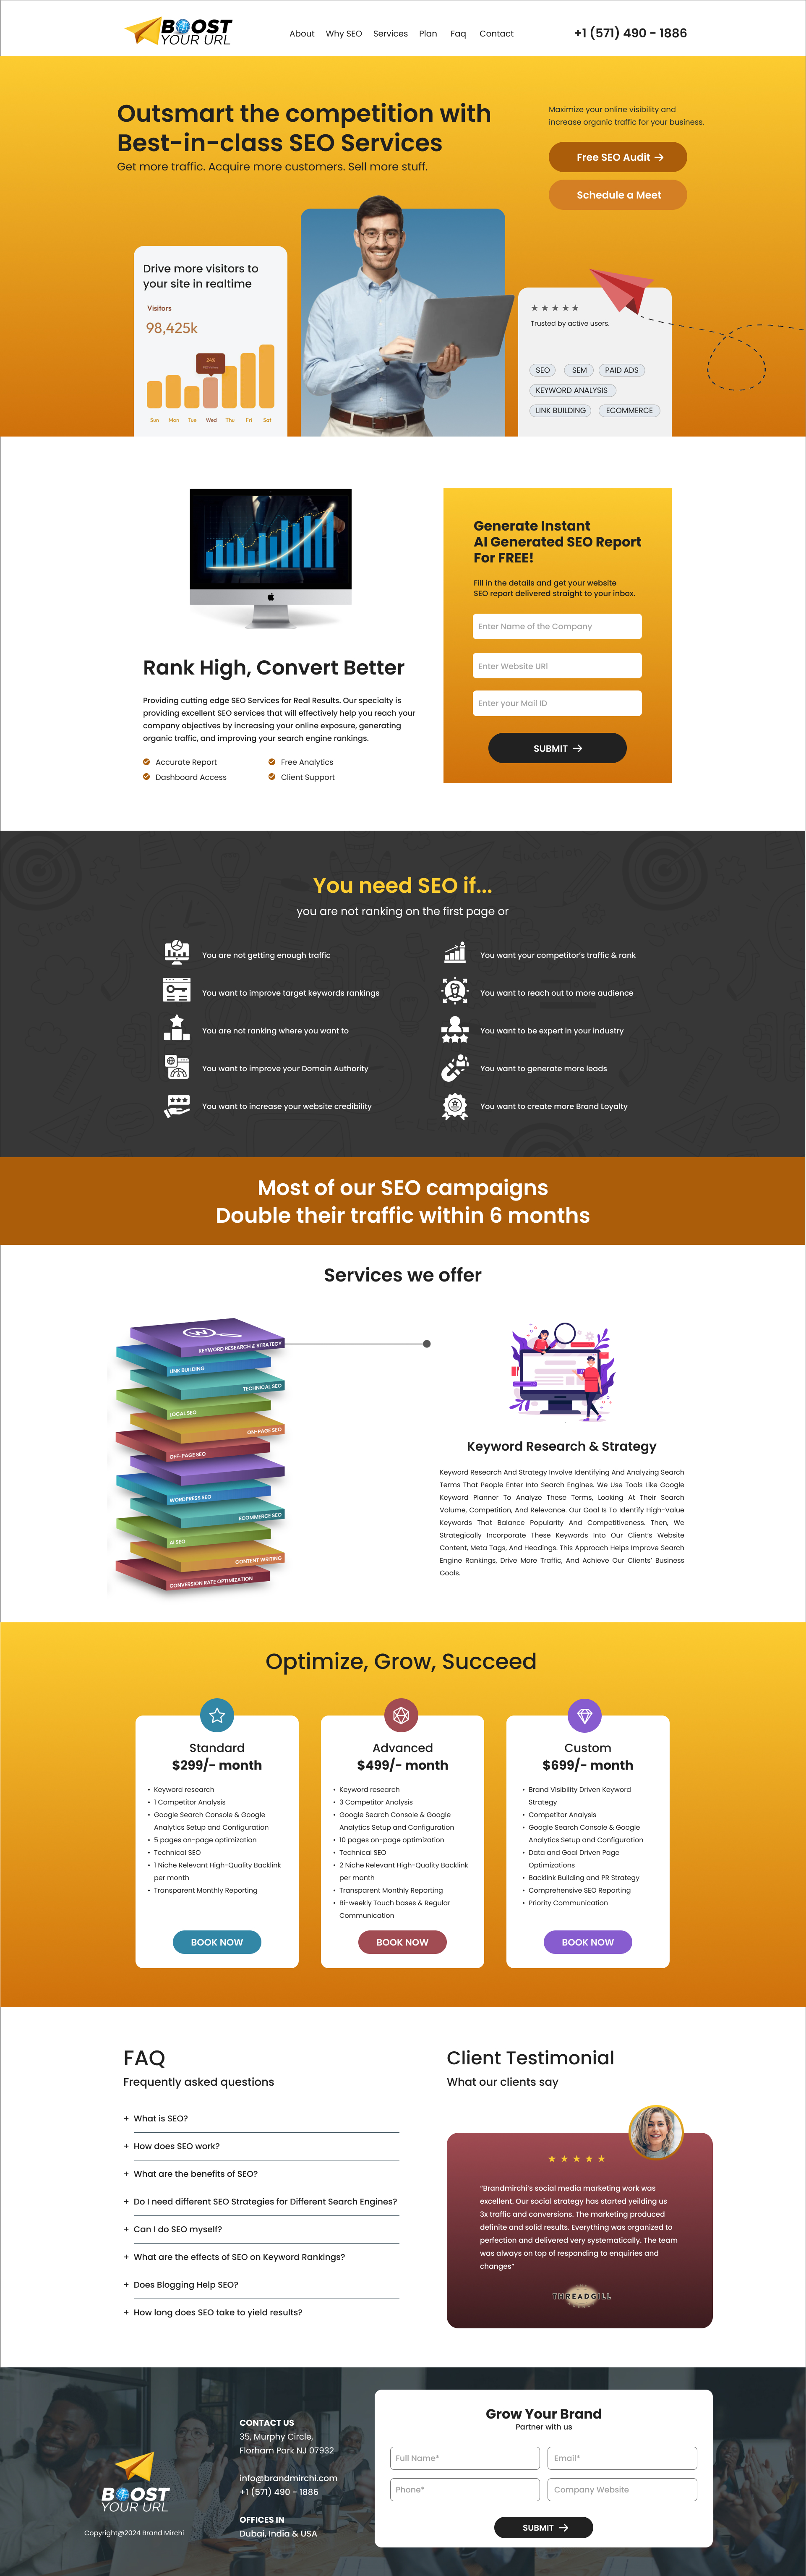 BOOST
YOUR URL
About Why SEO Services Plan Faq Contact
+1 (571) 490 - 1886
Outsmart the competition with
Best-in-class SEO Services
Get more traffic. Acquire more customers. Sell more stuff.
Maximize your online visibility and
increase organic traffic for your business.
Free SEO Audit →
Schedule a Meet
Drive more visitors to
your site in realtime
Visitors
98,425k
Sun Mon Tue Wed Thu Fri Sat
★ ★ ★ ★ ★
Trusted by active users.
SEO SEM PAID ADS
KEYWORD ANALYSIS
LINK BUILDING ECOMMERCE
Rank High, Convert Better
Providing cutting edge SEO Services for Real Results. Our specialty is
providing excellent SEO services that will effectively help you reach your
company objectives by increasing your online exposure, generating
organic traffic, and improving your search engine rankings.
Accurate Report Free Analytics
Dashboard Access Client Support
Generate Instant
AI Generated SEO Report
For FREE!
Fill in the details and get your website
SEO report delivered straight to your inbox.
Enter Name of the Company
Enter Website URl
Enter your Mail ID
SUBMIT →
You need SEO if...
you are not ranking on the first page or
You are not getting enough traffic
You want your competitor's traffic & rank
You want to improve target keywords rankings
You want to reach out to more audience
You are not ranking where you want to
You want to be expert in your industry
You want to improve your Domain Authority
You want to generate more leads
You want to increase your website credibility
You want to create more Brand Loyalty
Most of our SEO campaigns
Double their traffic within 6 months
Services we offer
KEYWORD RESEARCH & STRATEGY
LINK BUILDING
TECHNICAL SEO
LOCAL SEO
ON-PAGE SEO
OFF-PAGE SEO
WORDPRESS SEO
ECOMMERCE SEO
AI SEO
CONTENT WRITING
CONVERSION RATE OPTIMIZATION
Keyword Research & Strategy
Keyword Research And Strategy Involve Identifying And Analyzing Search
Terms That People Enter Into Search Engines. We Use Tools Like Google
Keyword Planner To Analyze These Terms, Looking At Their Search
Volume, Competition, And Relevance. Our Goal Is To Identify High-Value
Keywords That Balance Popularity And Competitiveness. Then, We
Strategically Incorporate These Keywords Into Our Client's Website
Content, Meta Tags, And Headings. This Approach Helps Improve Search
Engine Rankings, Drive More Traffic, And Achieve Our Clients' Business
Goals.
Optimize, Grow, Succeed
Standard
$299/- month
• Keyword research
• 1 Competitor Analysis
• Google Search Console & Google
Analytics Setup and Configuration
• 5 pages on-page optimization
• Technical SEO
• 1 Niche Relevant High-Quality Backlink
per month
• Transparent Monthly Reporting
BOOK NOW
Advanced
$499/- month
• Keyword research
• 3 Competitor Analysis
• Google Search Console & Google
Analytics Setup and Configuration
• 10 pages on-page optimization
• Technical SEO
• 2 Niche Relevant High-Quality Backlink
per month
• Transparent Monthly Reporting
• Bi-weekly Touch bases & Regular
Communication
BOOK NOW
Custom
$699/- month
• Brand Visibility Driven Keyword
Strategy
• Competitor Analysis
• Google Search Console & Google
Analytics Setup and Configuration
• Data and Goal Driven Page
Optimizations
• Backlink Building and PR Strategy
• Comprehensive SEO Reporting
• Priority Communication
BOOK NOW
FAQ
Frequently asked questions
+ What is SEO?
+ How does SEO work?
+ What are the benefits of SEO?
+ Do I need different SEO Strategies for Different Search Engines?
+ Can I do SEO myself?
+ What are the effects of SEO on Keyword Rankings?
+ Does Blogging Help SEO?
+ How long does SEO take to yield results?
Client Testimonial
What our clients say
★ ★ ★ ★ ★
"Brandmirchi's social media marketing work was
excellent. Our social strategy has started yeilding us
3x traffic and conversions. The marketing produced
definite and solid results. Everything was organized to
perfection and delivered very systematically. The team
was always on top of responding to enquiries and
changes"
THREADGILL
BOOST
YOUR URL
Copyright@2024 Brand Mirchi
CONTACT US
35, Murphy Circle,
Florham Park NJ 07932
info@brandmirchi.com
+1 (571) 490 - 1886
OFFICES IN
Dubai, India & USA
Grow Your Brand
Partner with us
Full Name* Email*
Phone* Company Website
SUBMIT →